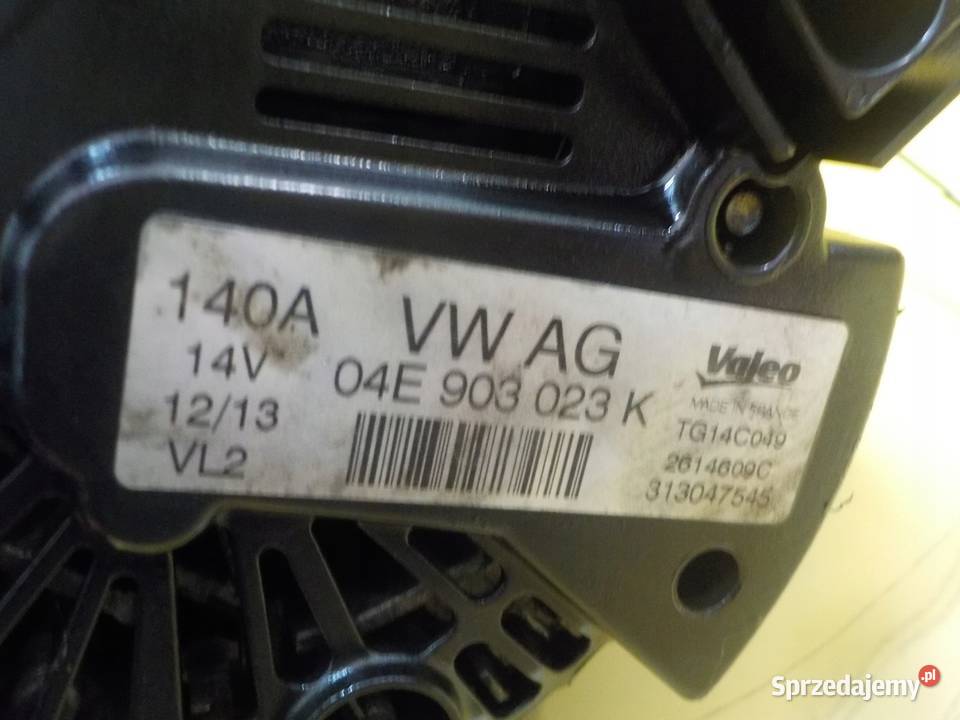 140A VW AG
14V 04E 903 023 K
12/13
VL2
Valeo
MADE IN FRANCE
TG14C049
2614609C
313047545
Sprzedajemy.pl